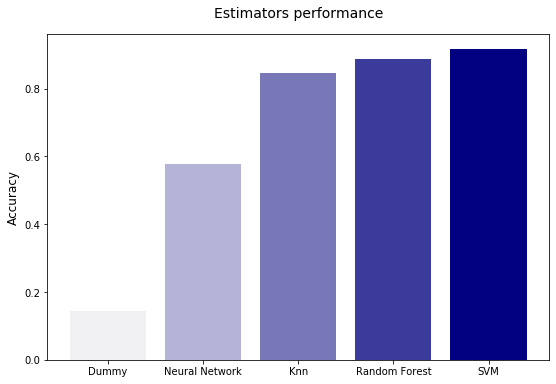 Estimators performance
Accuracy
0.8
0.6
0.4
0.2
0.0
Dummy
Neural Network
Knn
Random Forest
SVM